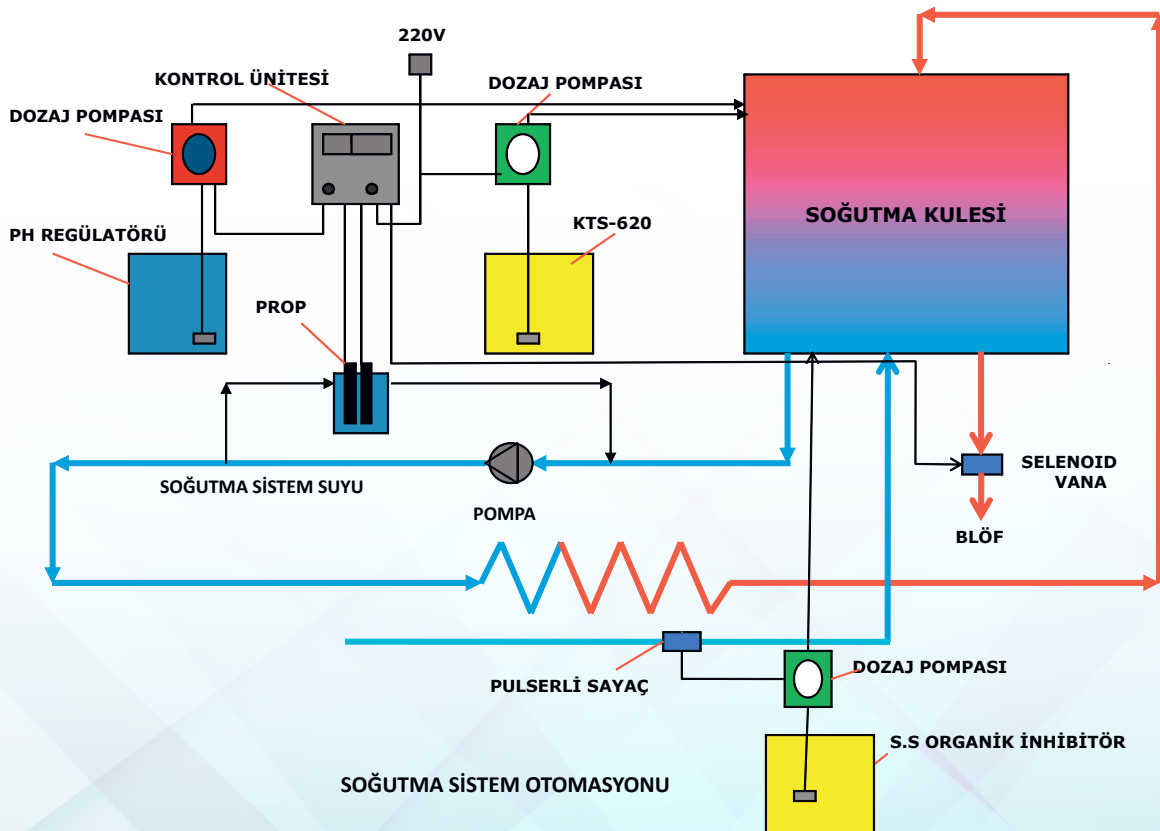 220V
KONTROL ÜNİTESİ
DOZAJ POMPASI
DOZAJ POMPASI
SOĞUTMA KULESİ
PH REGÜLATÖRÜ
KTS-620
PROP
SOĞUTMA SİSTEM SUYU
POMPA
SELENOID
VANA
BLÖF
PULSERLİ SAYAÇ
DOZAJ POMPASI
S.S ORGANİK İNHİBİTÖR
SOĞUTMA SİSTEM OTOMASYONU